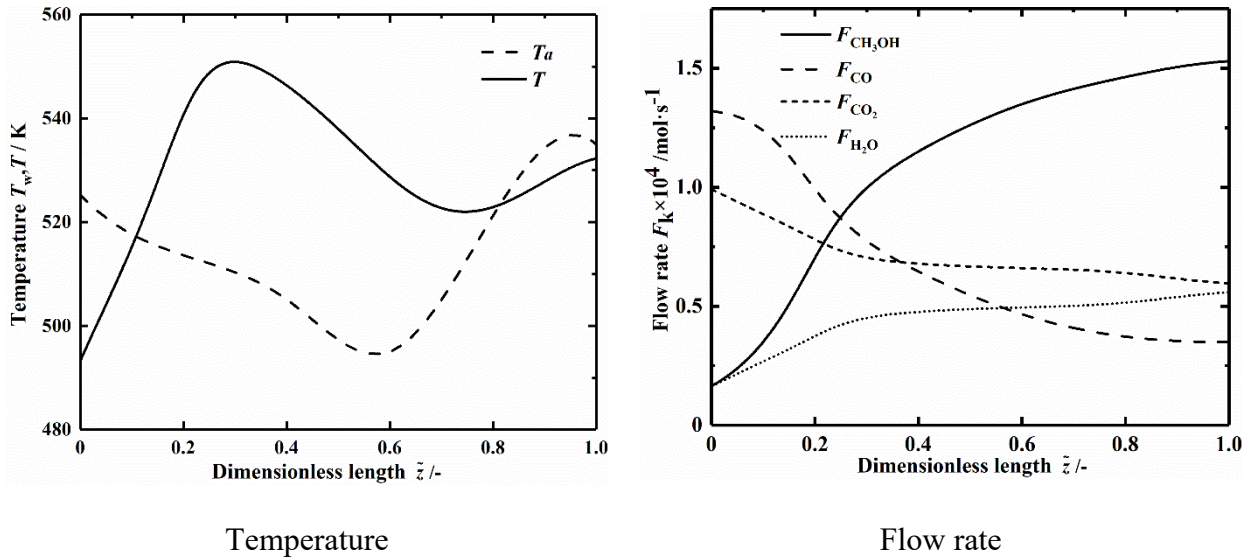 560
540
520
500
480
Temperature T_w, T / K
Ta
T
0 0.2 0.4 0.6 0.8 1.0
Dimensionless length z̃ /-
1.5
1.0
0.5
0
Flow rate F_k×10⁴ /mol·s⁻¹
F_CH₃OH
F_CO
F_CO₂
F_H₂O
0 0.2 0.4 0.6 0.8 1.0
Dimensionless length z̃ /-
Temperature
Flow rate